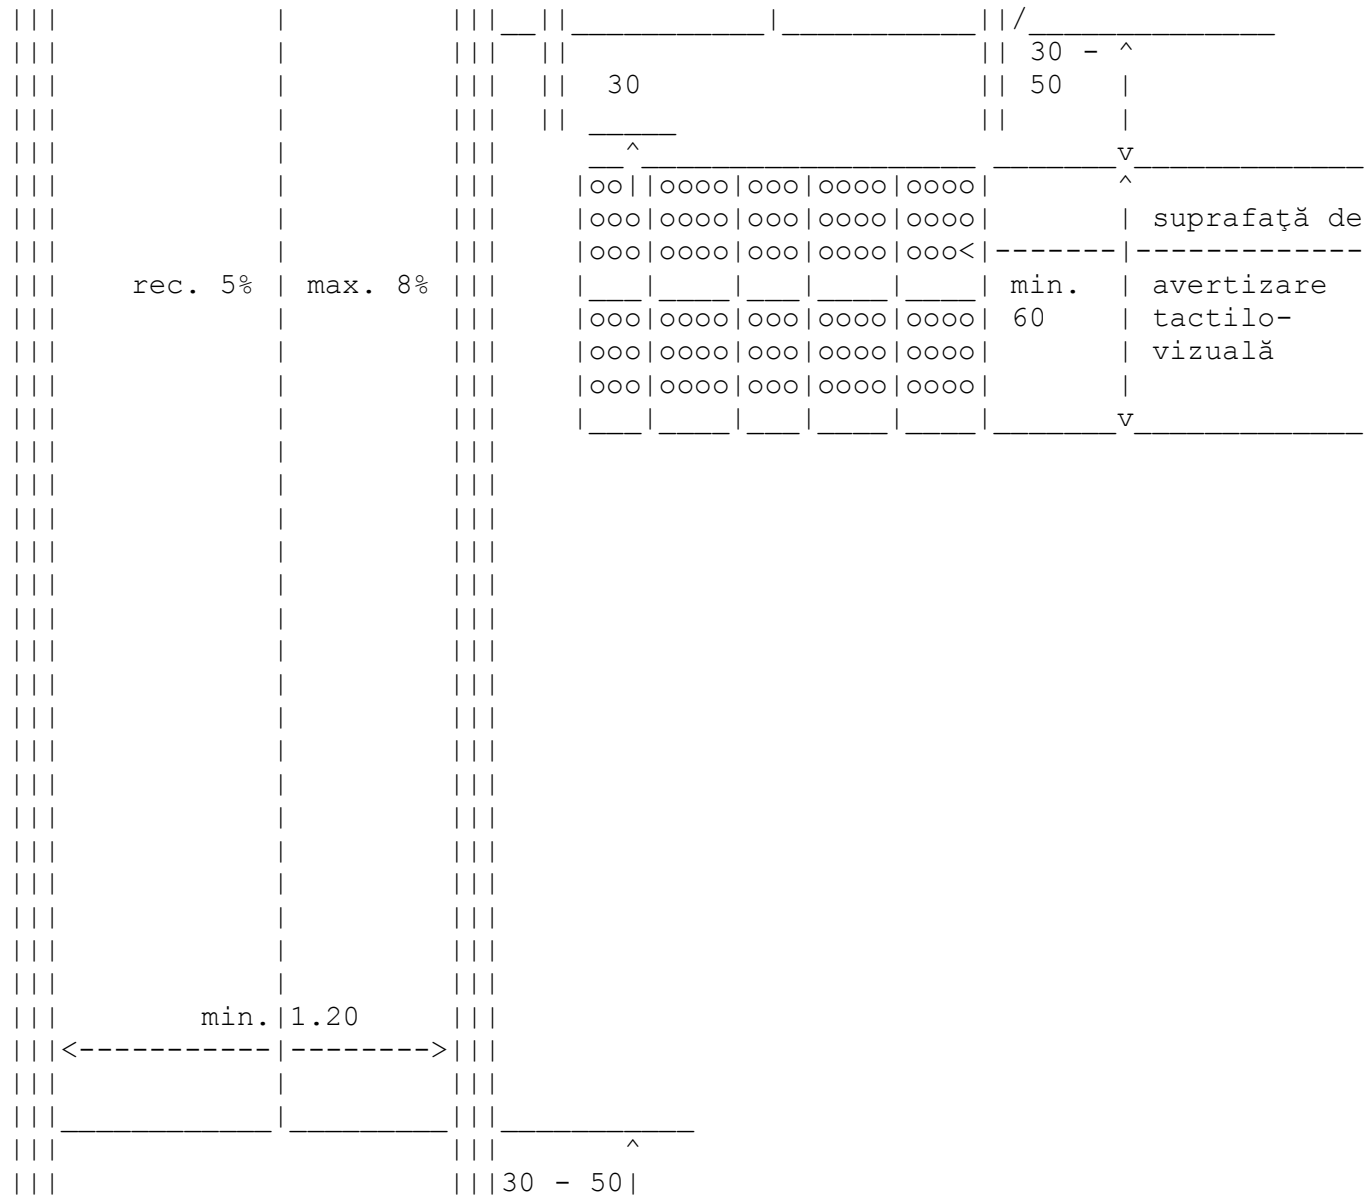 30 -
30 50
suprafaţă de
rec. 5% max. 8% min. avertizare
60 tactilo-
vizuală
min. 1.20
30 - 50